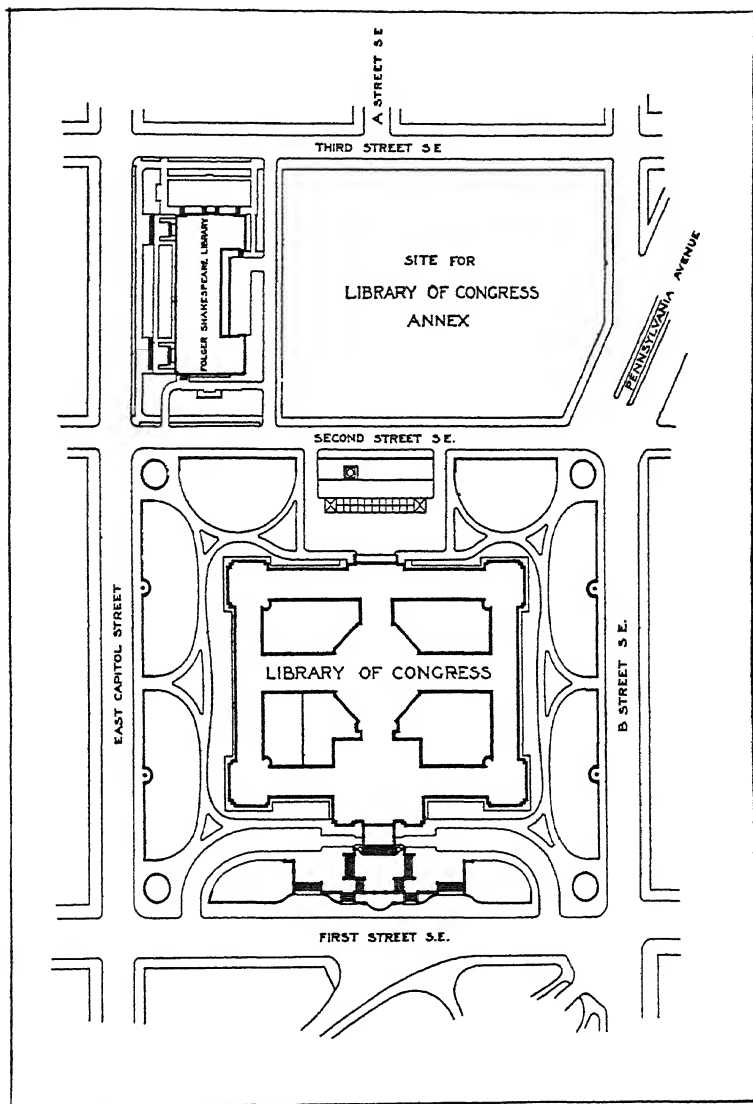 A STREET SE
THIRD STREET S E
FOLGER SHAKESPEARE LIBRARY
SITE FOR
LIBRARY OF CONGRESS
ANNEX
PENNSYLVANIA AVENUE
SECOND STREET S E.
EAST CAPITOL STREET
LIBRARY OF CONGRESS
B STREET S E.
FIRST STREET S.E.